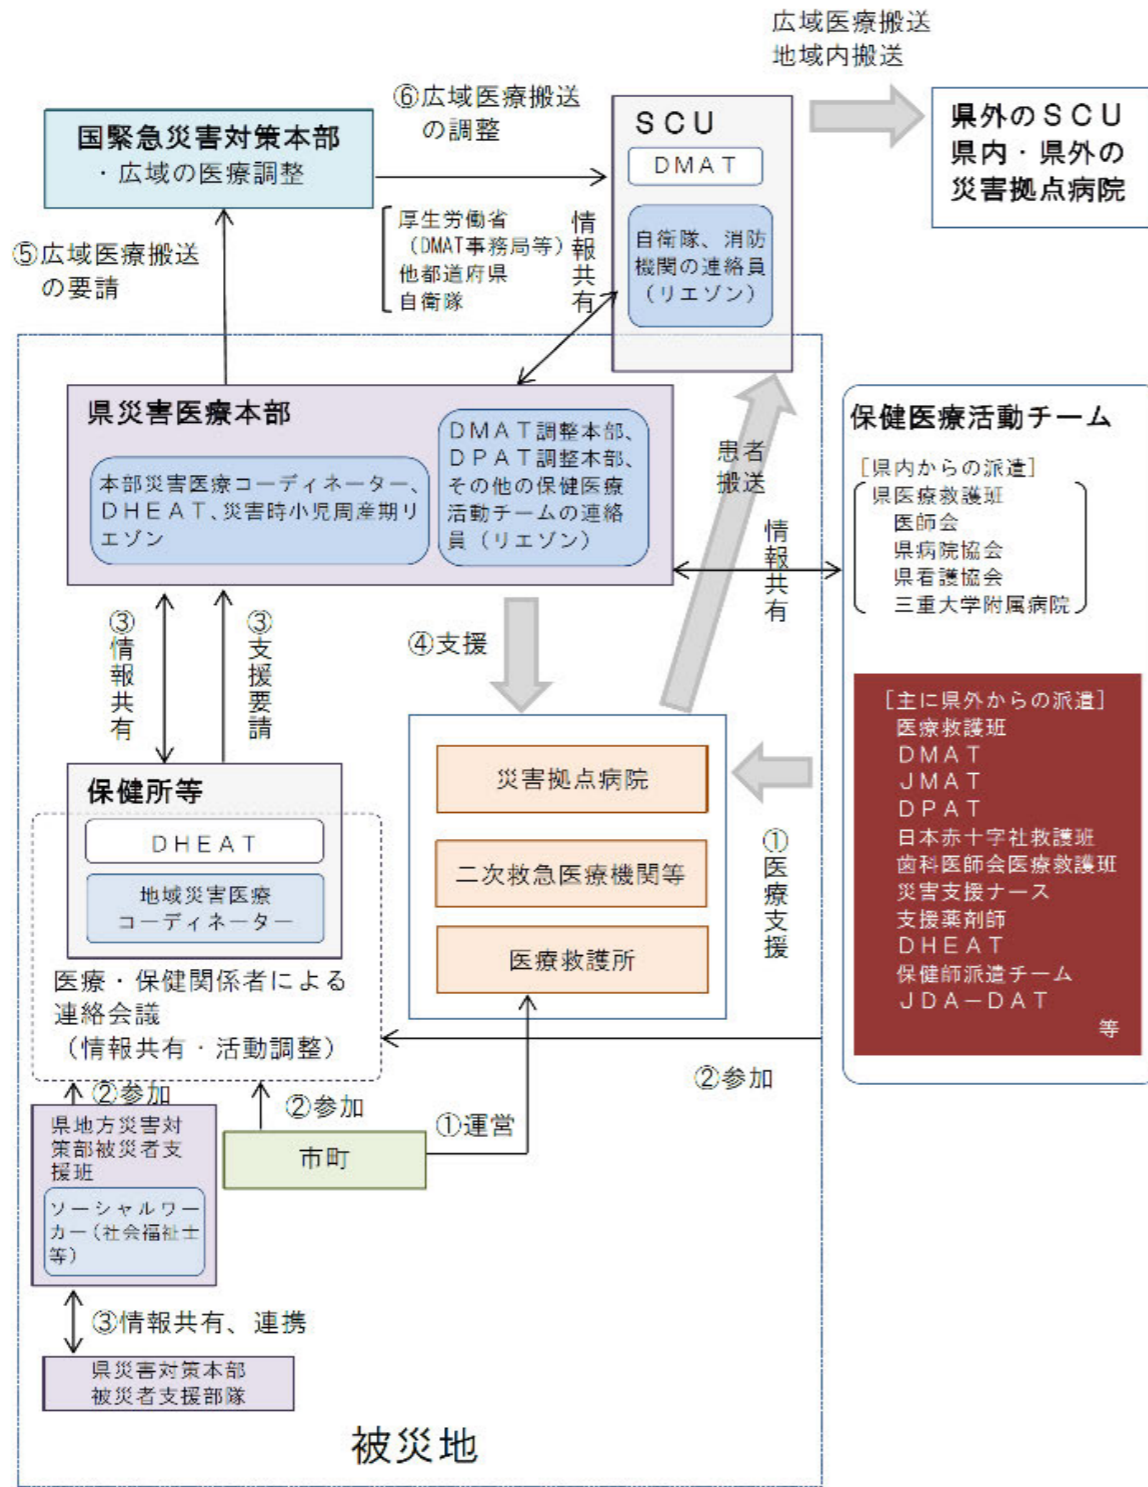 広域医療搬送
地域内搬送
⑥広域医療搬送
の調整
国緊急災害対策本部
・広域の医療調整
SCU
DMAT
自衛隊、消防
機関の連絡員
(リエゾン)
県外のSCU
県内・県外の
災害拠点病院
⑤広域医療搬送
の要請
厚生労働省
(DMAT事務局等)
他都道府県
自衛隊
情報共有
県災害医療本部
本部災害医療コーディネーター、
DHEAT、災害時小児周産期リ
エゾン
DMAT調整本部、
DPAT調整本部、
その他の保健医療
活動チームの連絡
員(リエゾン)
患者
搬送
情報共有
保健医療活動チーム
[県内からの派遣]
県医療救護班
医師会
県病院協会
県看護協会
三重大学附属病院
[主に県外からの派遣]
医療救護班
DMAT
JMAT
DPAT
日本赤十字社救護班
歯科医師会医療救護班
災害支援ナース
支援薬剤師
DHEAT
保健師派遣チーム
JDA-DAT
等
③情報共有
③支援要請
④支援
災害拠点病院
二次救急医療機関等
医療救護所
①医療支援
保健所等
DHEAT
地域災害医療
コーディネーター
医療・保健関係者による
連絡会議
(情報共有・活動調整)
②参加
②参加
②参加
①運営
県地方災害対
策部被災者支
援班
ソーシャルワー
カー(社会福祉士
等)
市町
③情報共有、連携
県災害対策本部
被災者支援部隊
被災地